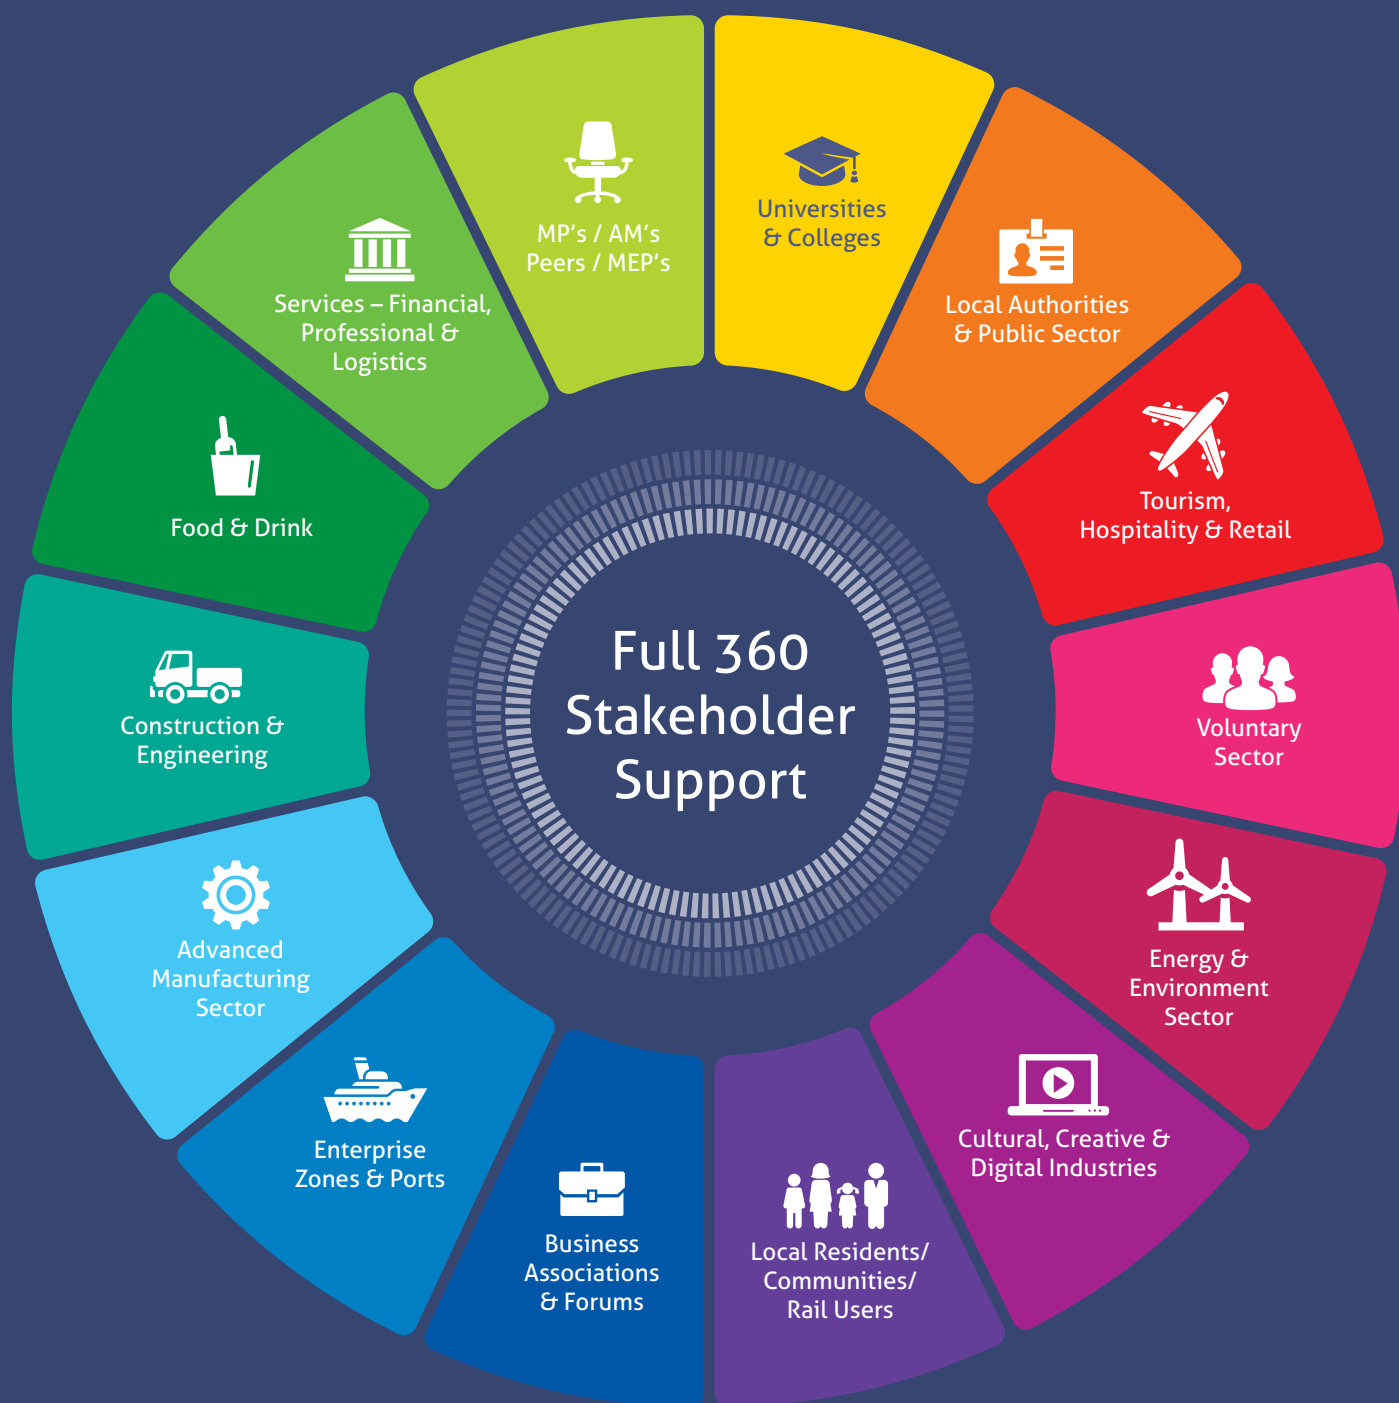 MP's / AM's
Peers / MEP's
Universities
& Colleges
Local Authorities
& Public Sector
Tourism,
Hospitality & Retail
Voluntary
Sector
Energy &
Environment
Sector
Cultural, Creative &
Digital Industries
Local Residents/
Communities/
Rail Users
Business
Associations
& Forums
Enterprise
Zones & Ports
Advanced
Manufacturing
Sector
Construction &
Engineering
Food & Drink
Services – Financial,
Professional &
Logistics
Full 360
Stakeholder
Support